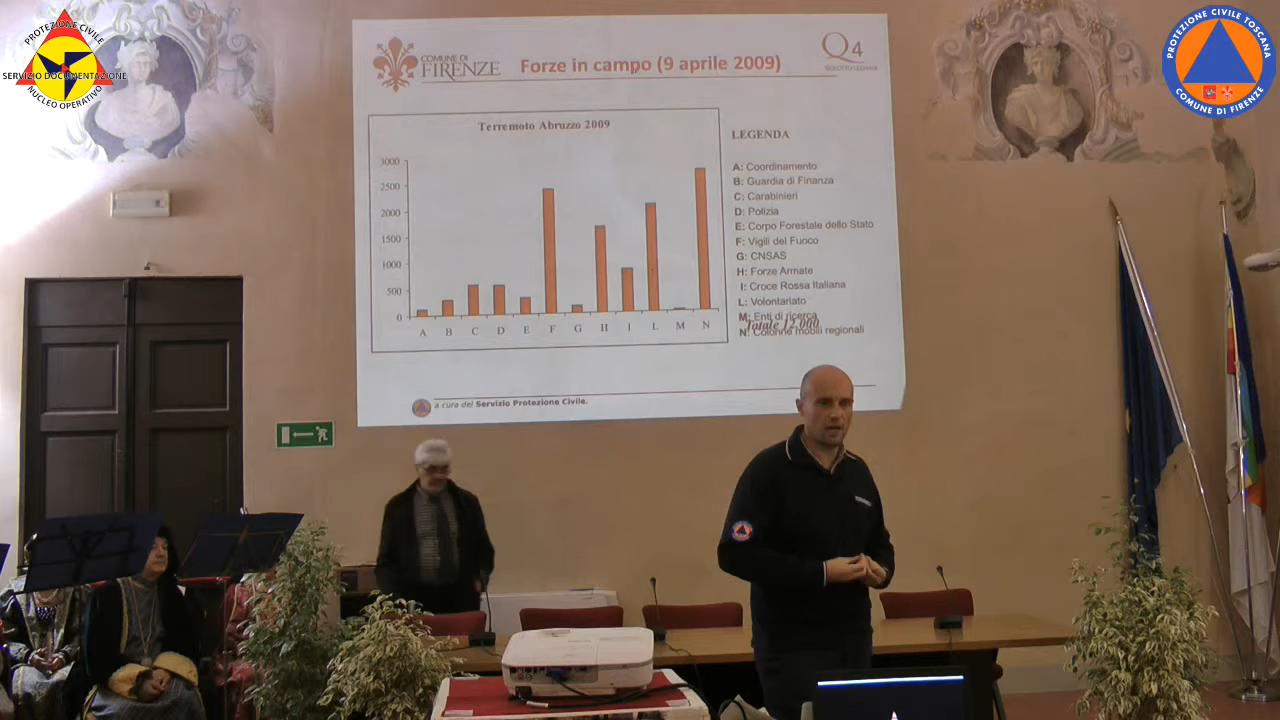 PROTEZIONE CIVILE
SERVIZIO DOCUMENTAZIONE
NUCLEO OPERATIVO
PROTEZIONE CIVILE TOSCANA
COMUNE DI FIRENZE
COMUNE DI
FIRENZE
Forze in campo (9 aprile 2009)
Q4
Terremoto Abruzzo 2009
3000
2500
2000
1500
1000
500
0
A B C D E F G H I L M N
LEGENDA
A: Coordinamento
B: Guardia di Finanza
C: Carabinieri
D: Polizia
E: Corpo Forestale dello Stato
F: Vigili del Fuoco
G: CNSAS
H: Forze Armate
I: Croce Rossa Italiana
L: Volontariato
M: Enti di ricerca
Totale 12.000
N: Colonne mobili regionali
a cura del Servizio Protezione Civile.